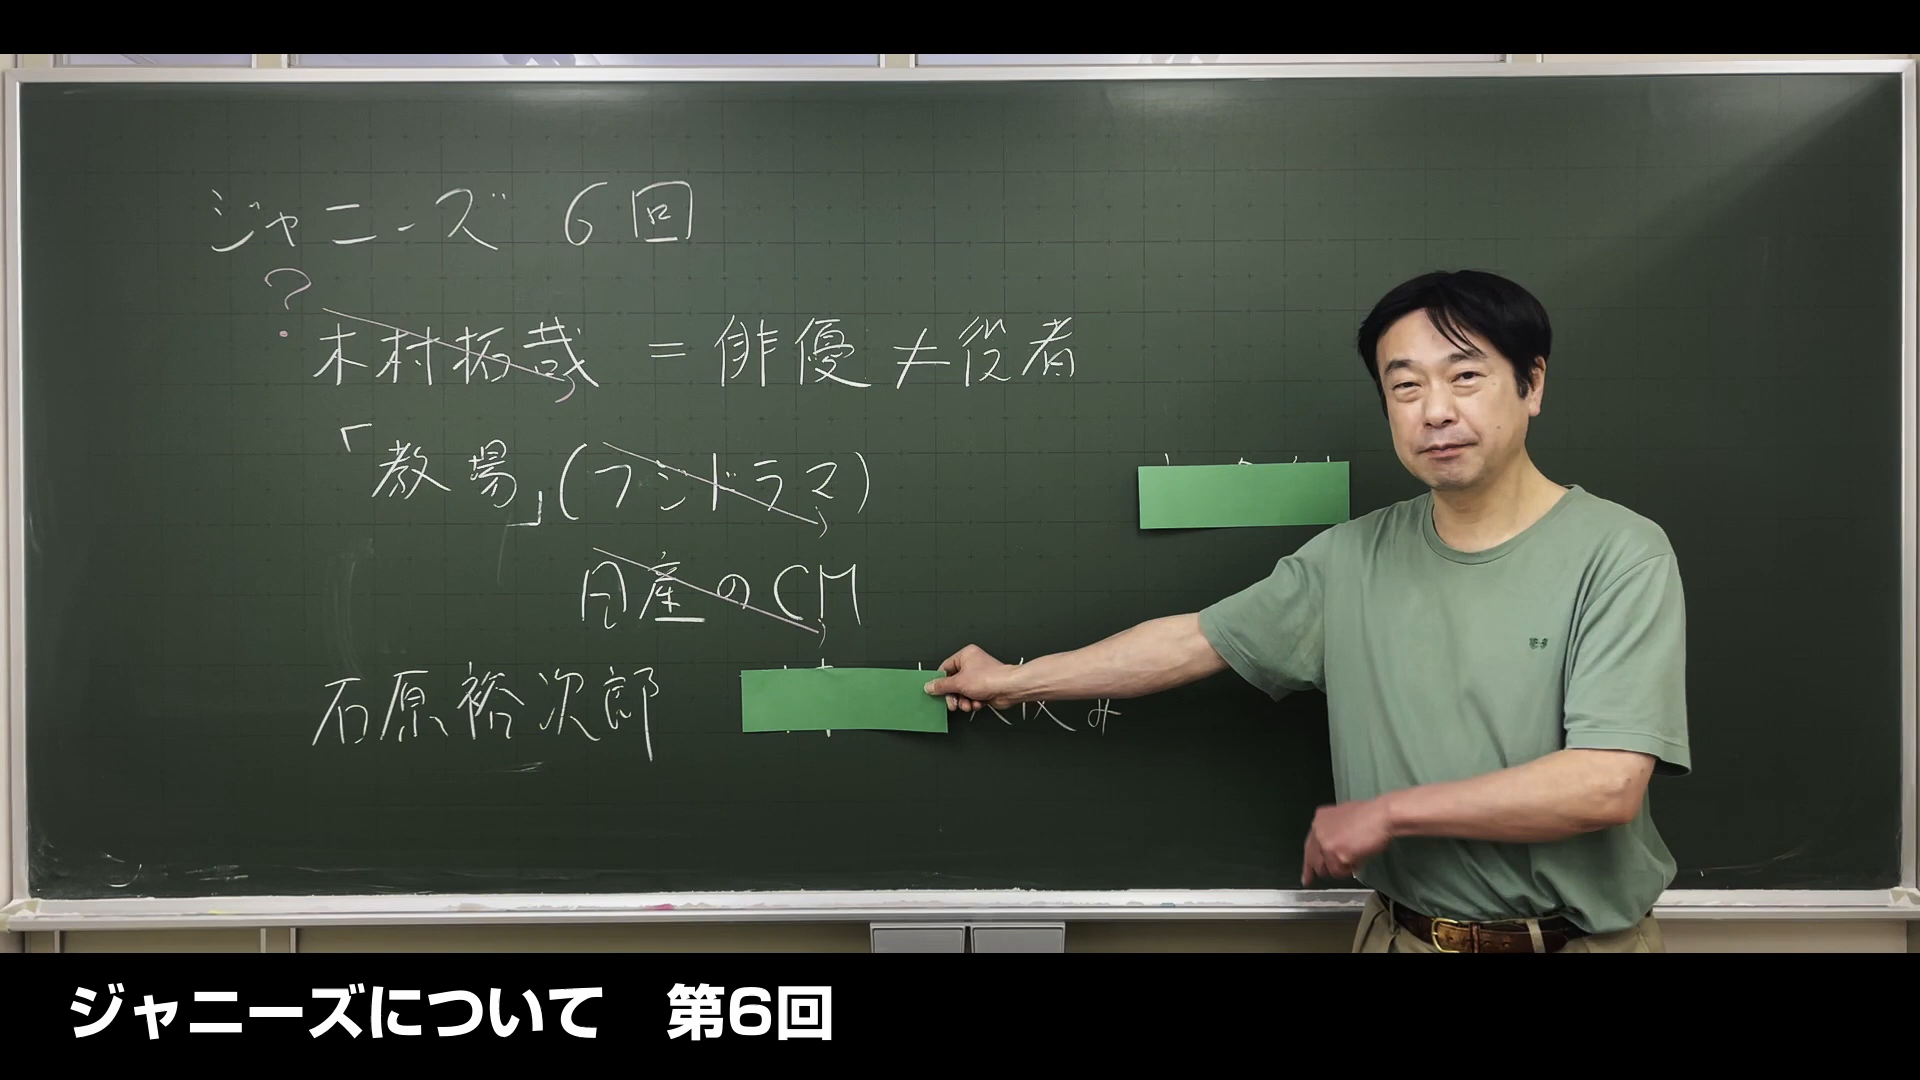 ジャニーズ 6回
?
木村拓哉 = 俳優 ≠ 役者
「教場」(フジドラマ)
日産のCM
石原裕次郎
ジャニーズについて 第6回